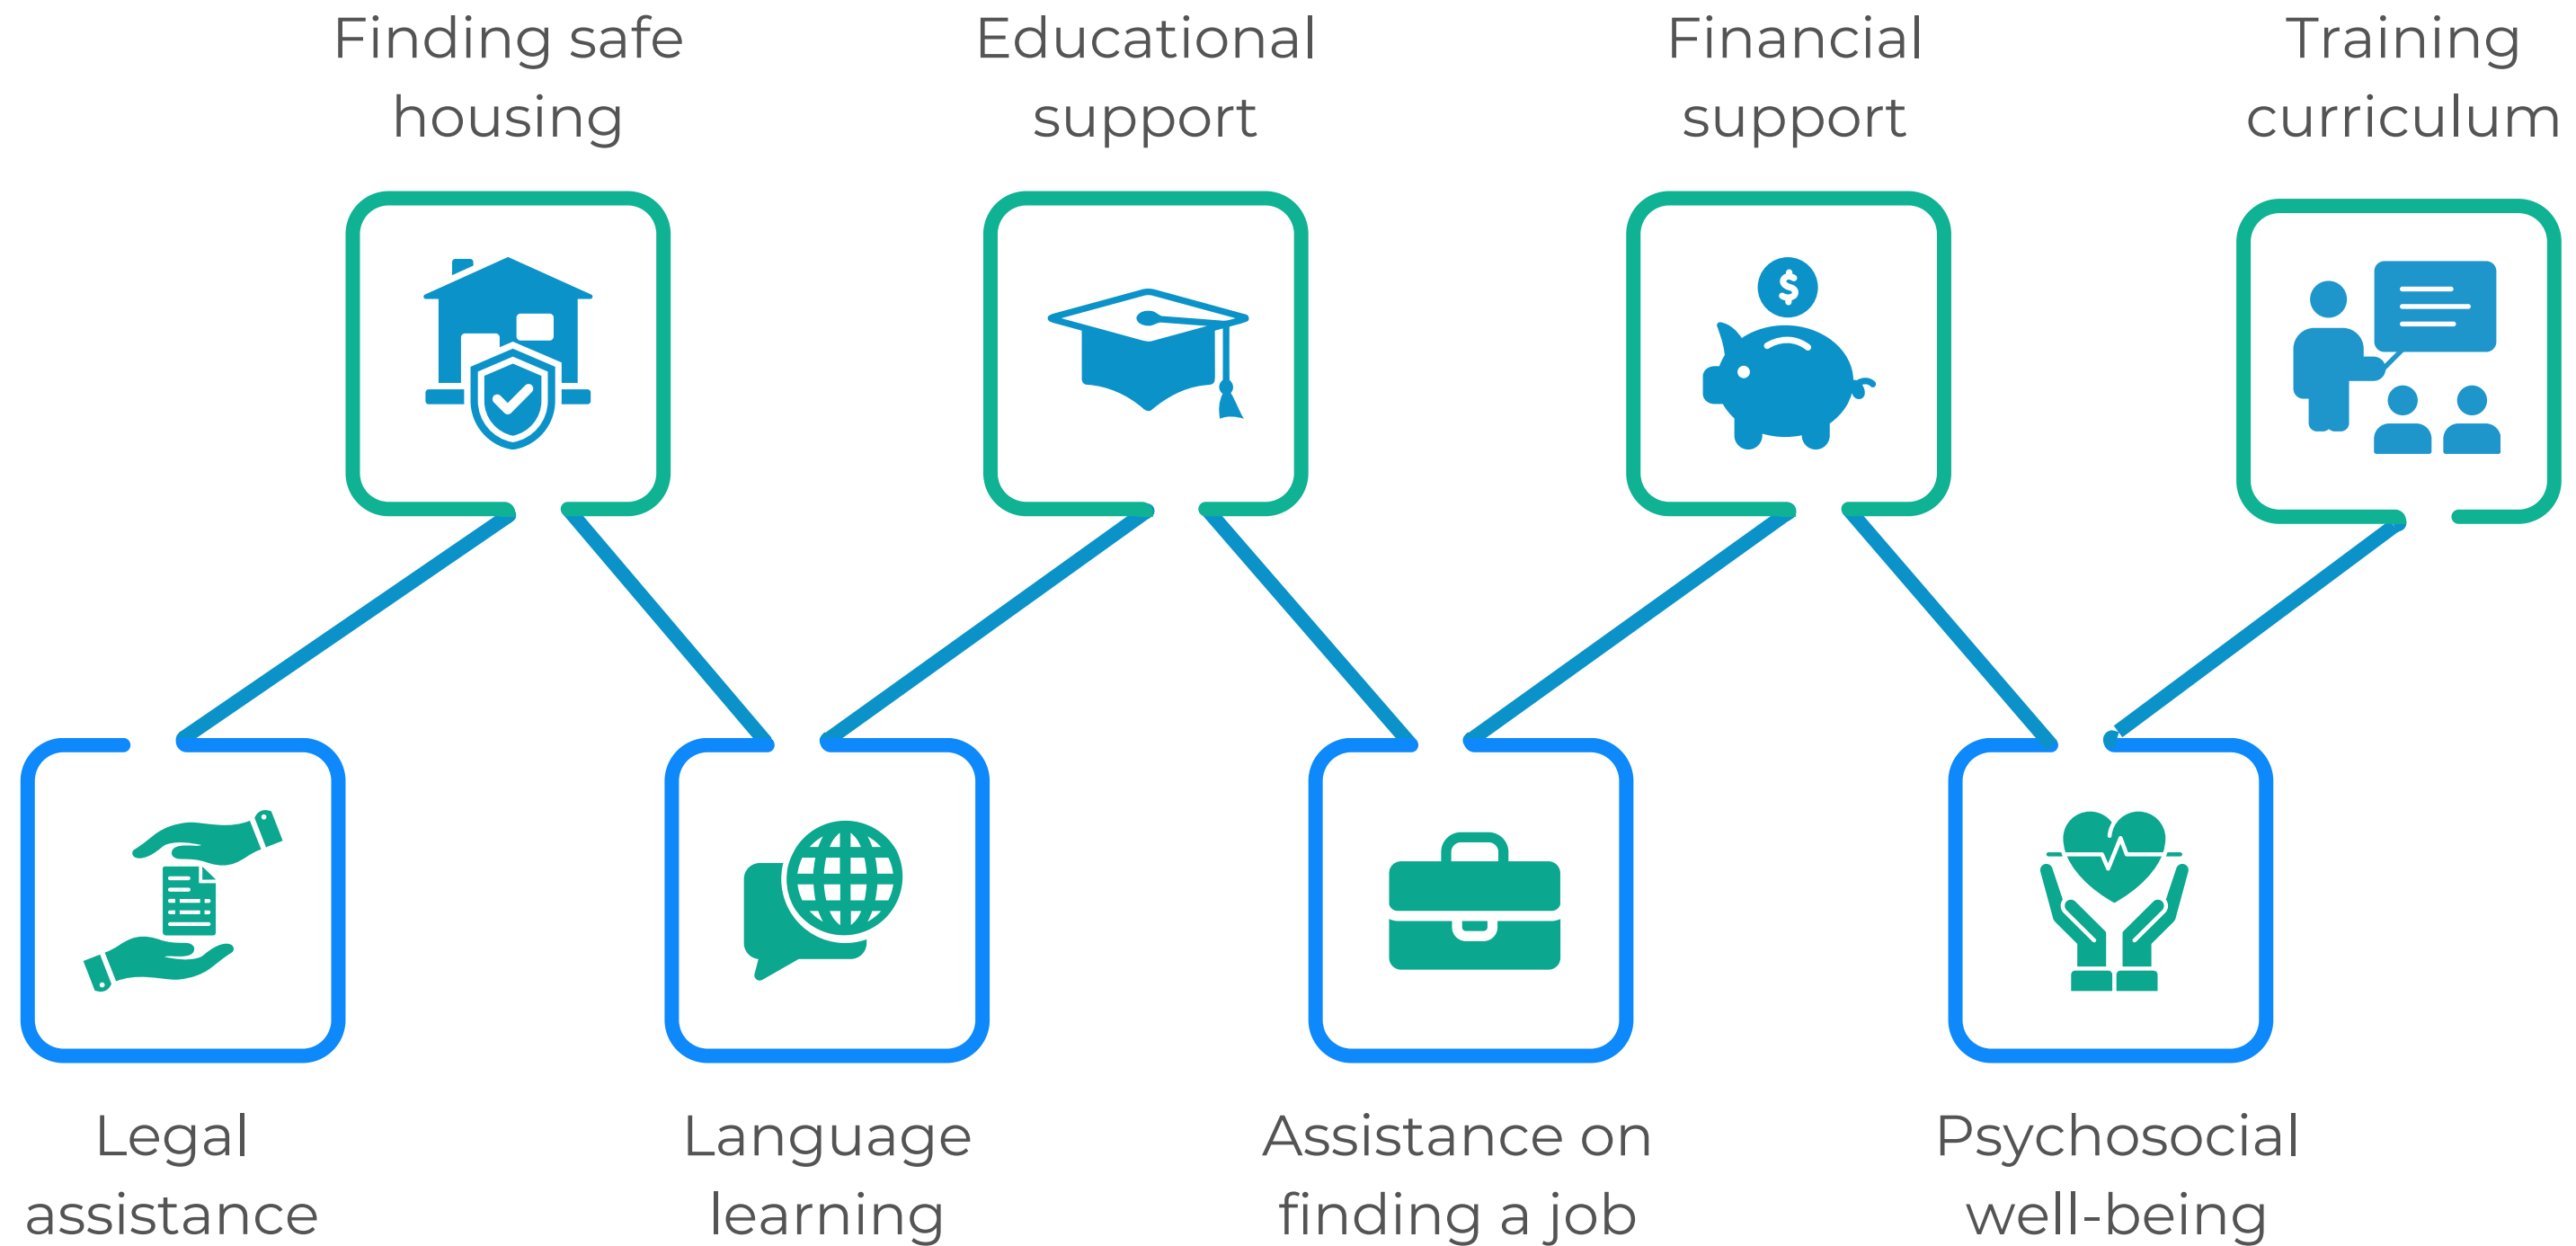 Finding safe
housing
Educational
support
Financial
support
Training
curriculum
$
Legal
assistance
Language
learning
Assistance on
finding a job
Psychosocial
well-being